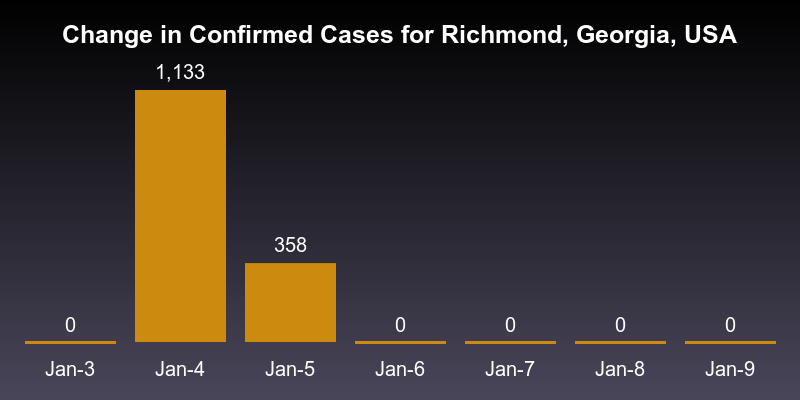 Change in Confirmed Cases for Richmond, Georgia, USA
1,133
358
0 0 0 0 0
Jan-3 Jan-4 Jan-5 Jan-6 Jan-7 Jan-8 Jan-9